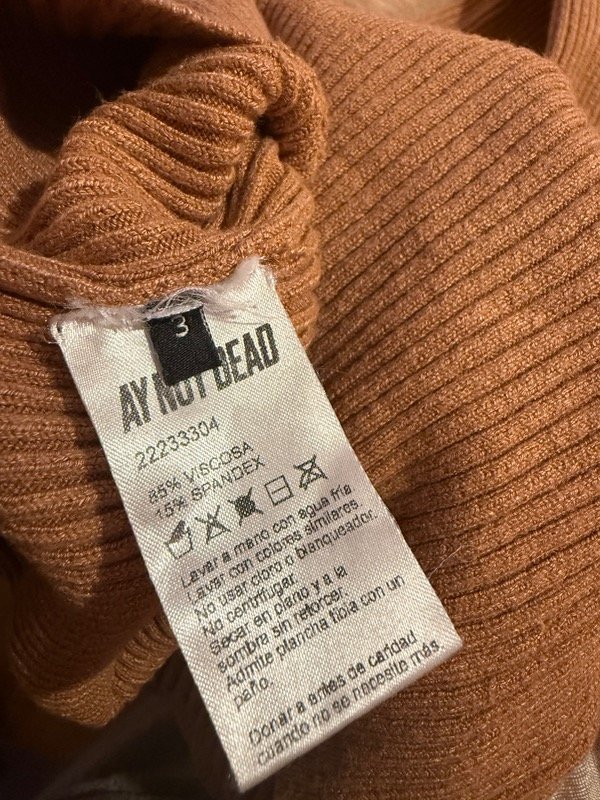 3
AY NOT DEAD
22233304
85% VISCOSA
15% SPANDEX
Lavar a mano con agua fría.
Lavar con colores similares.
No usar cloro o blanqueador.
No centrifugar.
Secar en plano y a la
sombra sin retorcer.
Admite plancha tibia con un
paño.
Donar a antes de caridad
cuando no se necesite más.